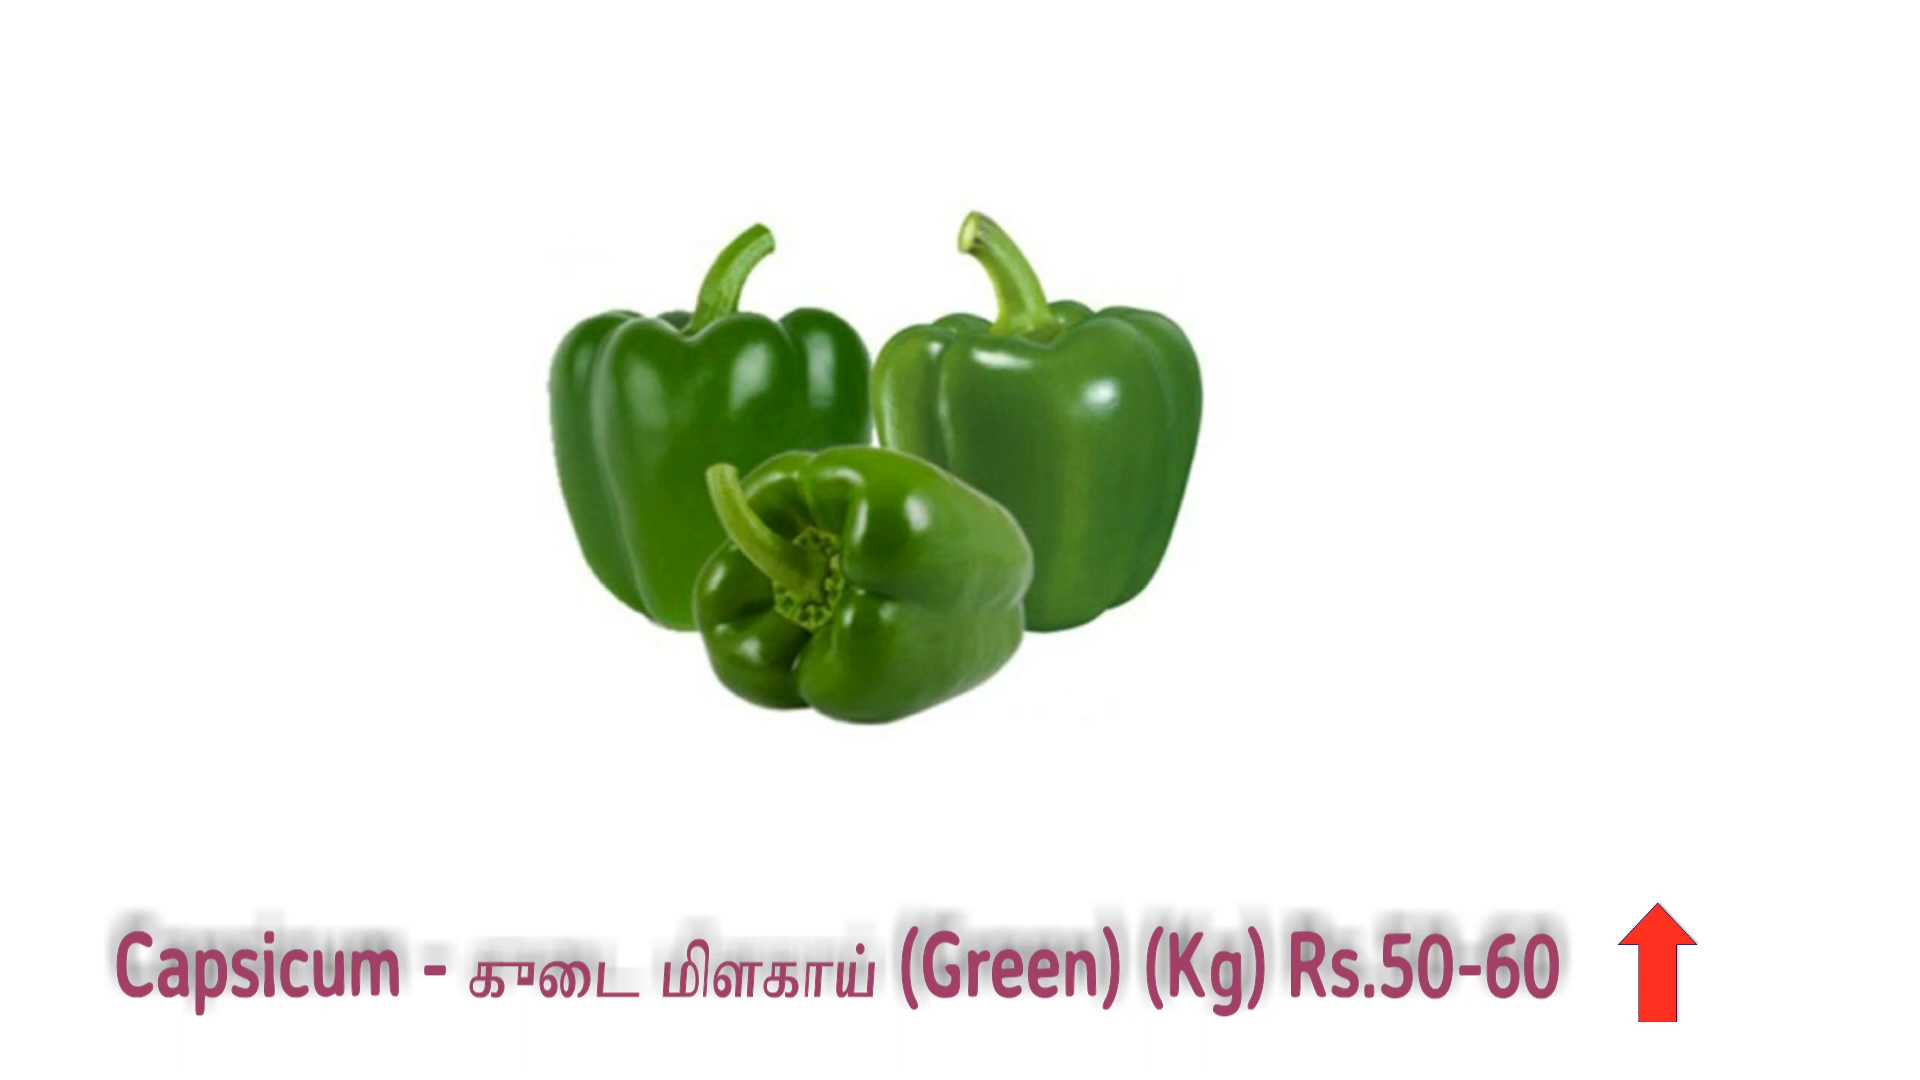 Capsicum - குடை மிளகாய் (Green) (Kg) Rs.50-60